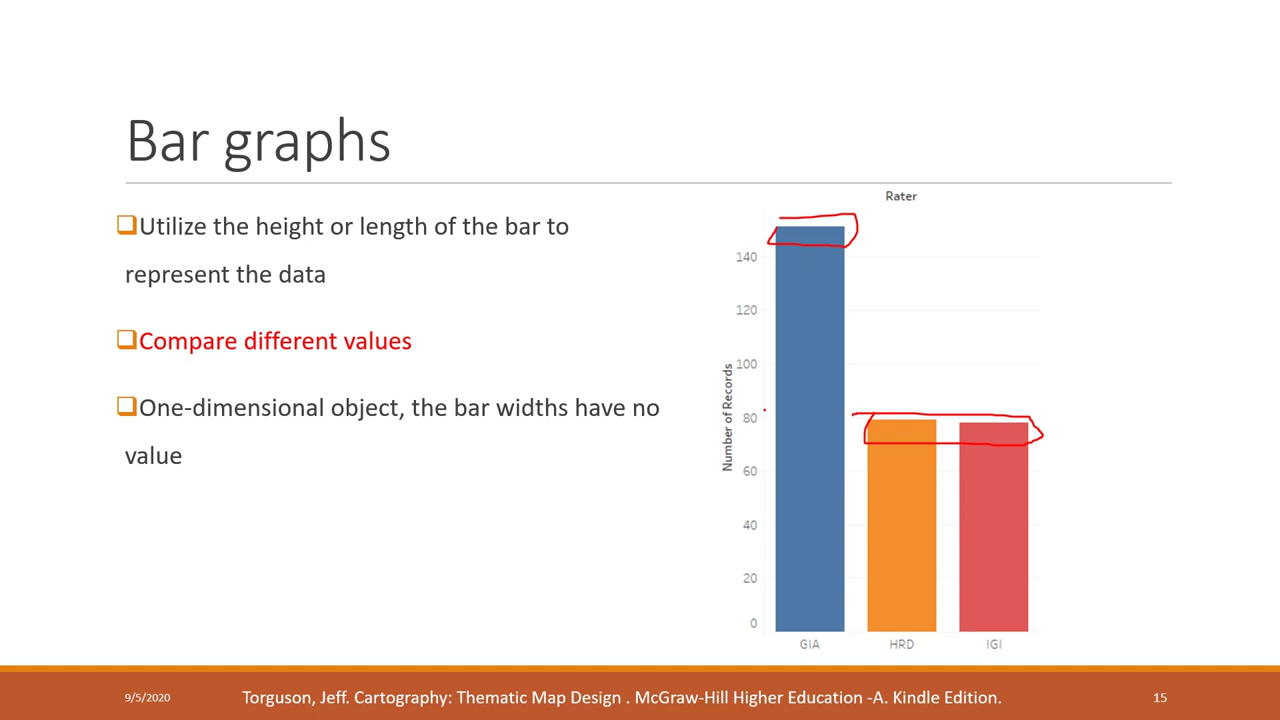 Bar graphs
❑Utilize the height or length of the bar to
represent the data
❑Compare different values
❑One-dimensional object, the bar widths have no
value
Rater
Number of Records
140
120
100
80
60
40
20
0
GIA HRD IGI
9/5/2020 Torguson, Jeff. Cartography: Thematic Map Design . McGraw-Hill Higher Education -A. Kindle Edition. 15